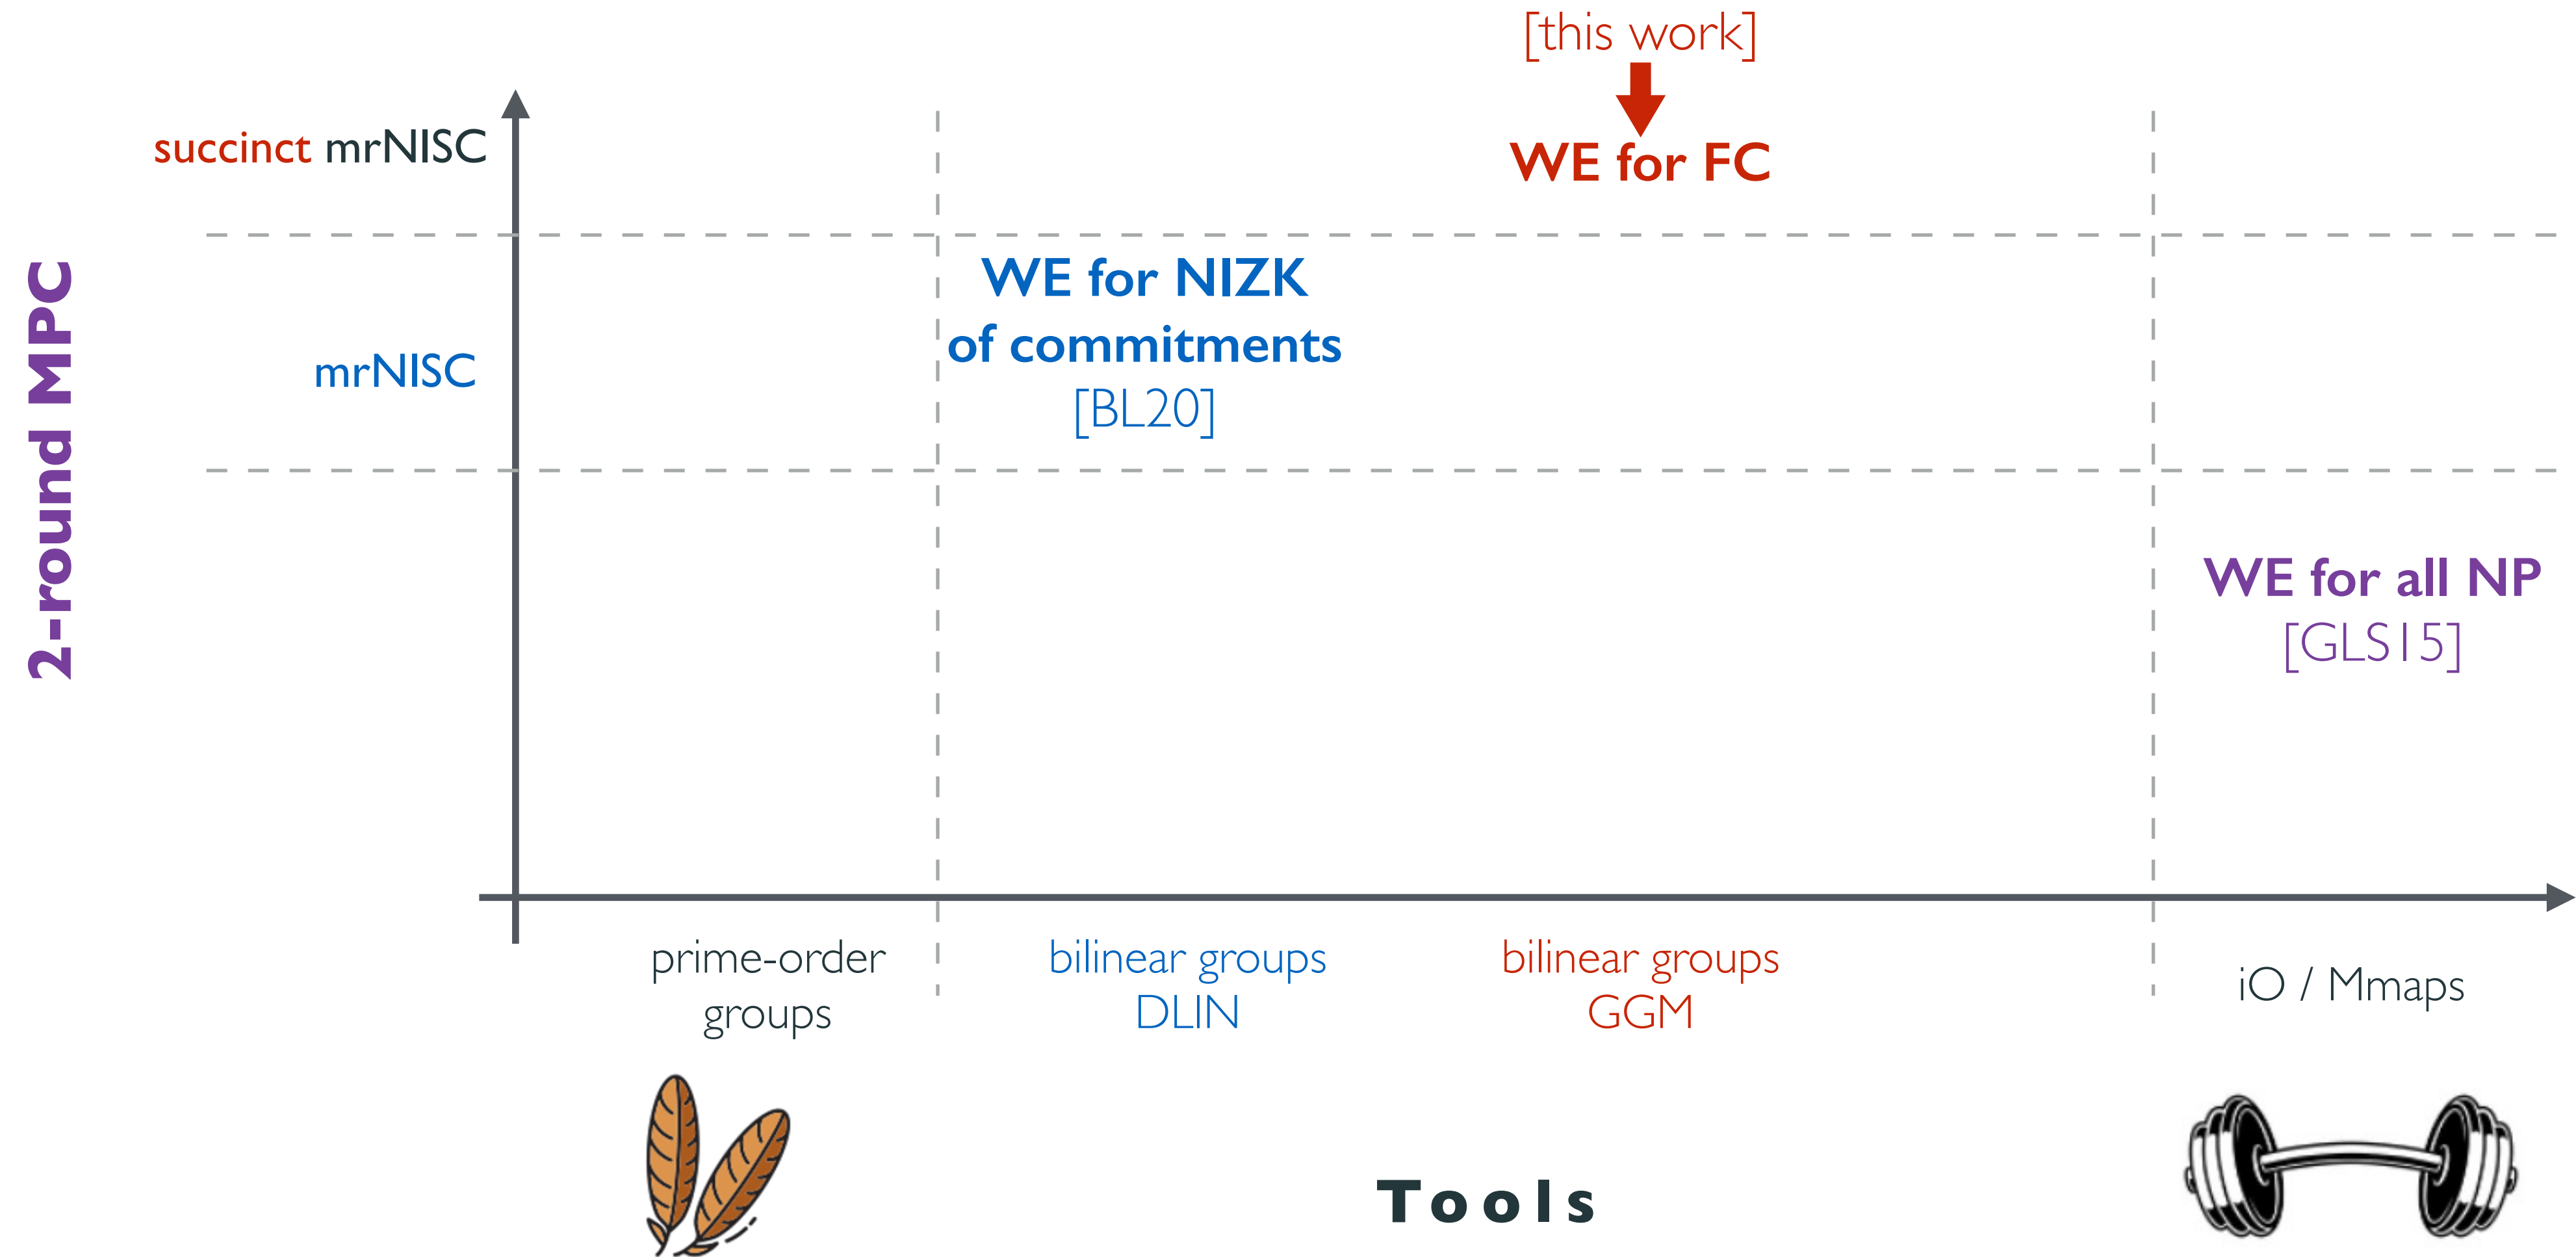 [this work]
succinct mrNISC
WE for FC
2-round MPC
WE for NIZK
of commitments
[BL20]
mrNISC
WE for all NP
[GLS15]
prime-order
groups
bilinear groups
DLIN
bilinear groups
GGM
iO / Mmaps
Tools